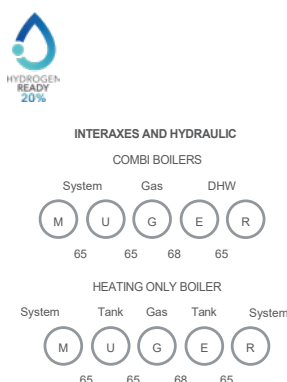 HYDROGEN
READY
20%
INTERAXES AND HYDRAULIC
COMBI BOILERS
System Gas DHW
M U G E R
65 65 68 65
HEATING ONLY BOILER
System Tank Gas Tank System
M U G E R
65 65 68 65